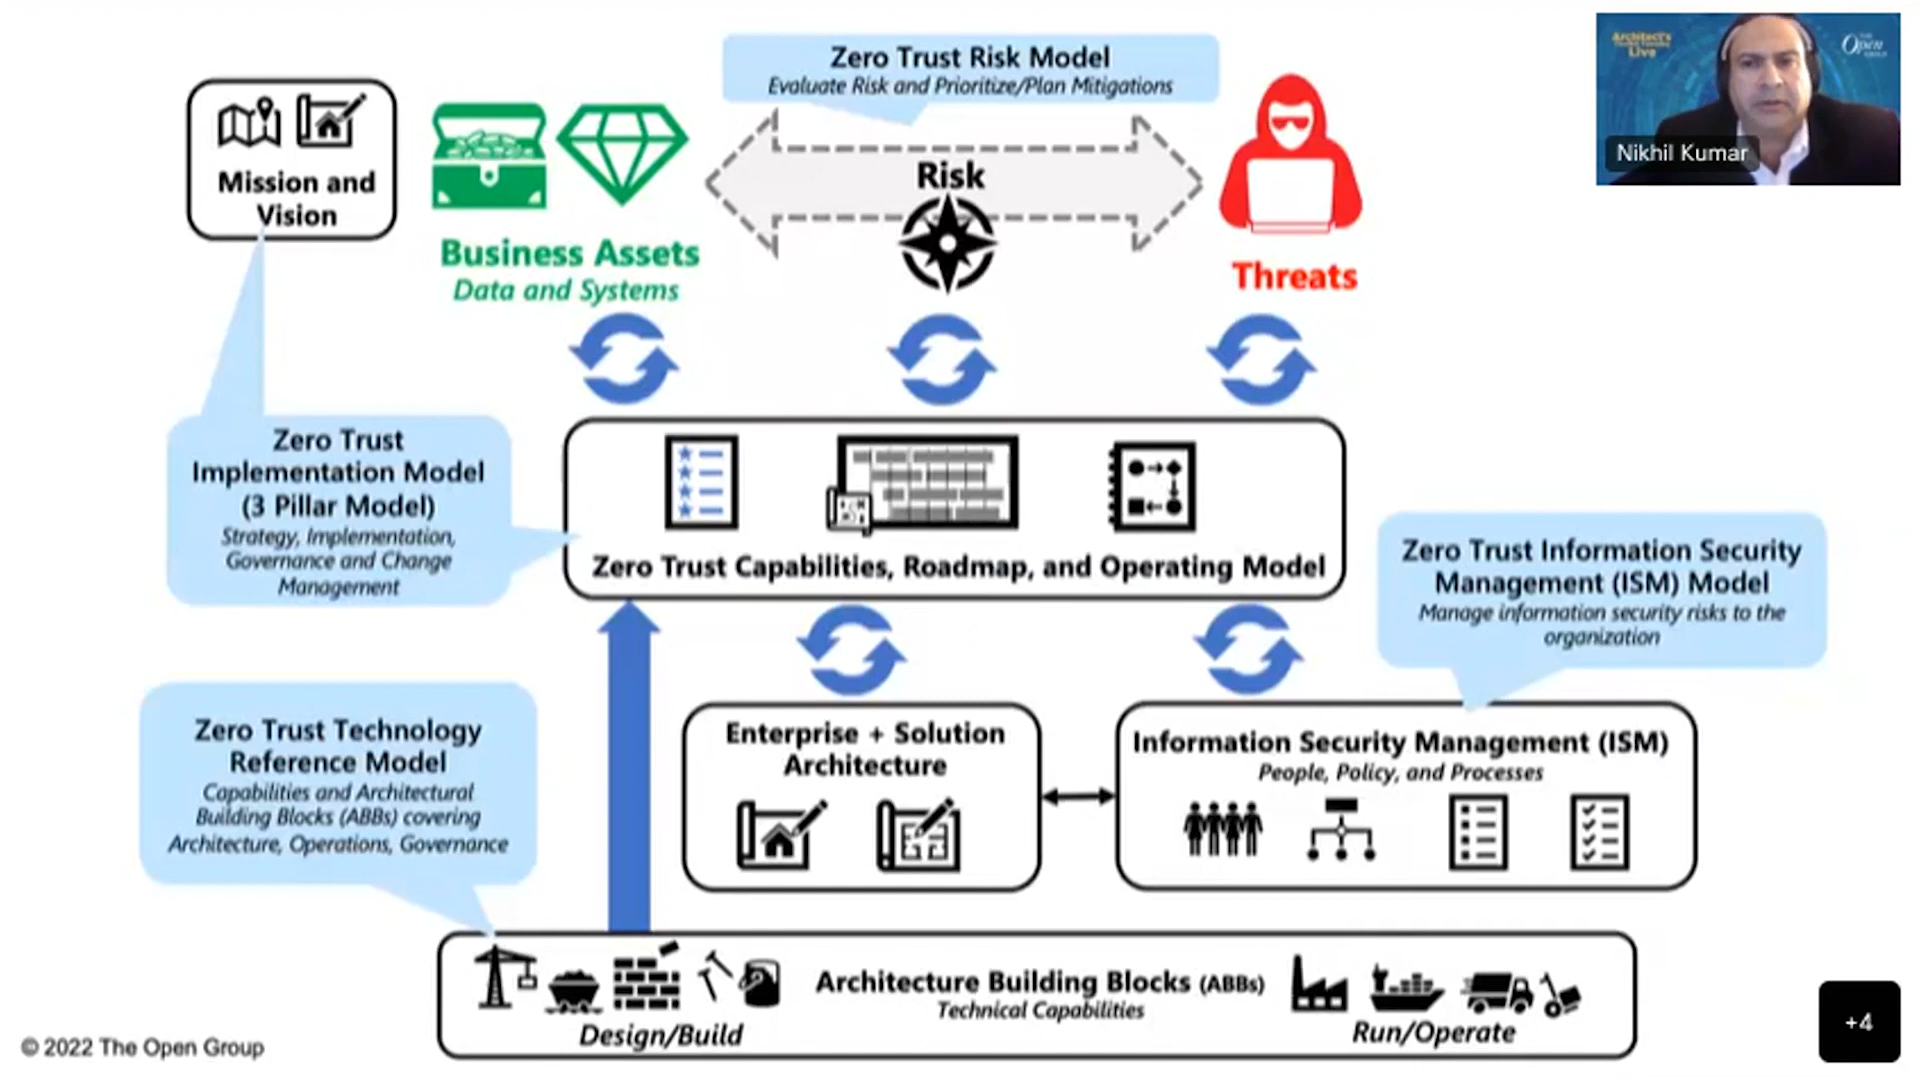 Zero Trust Risk Model
Evaluate Risk and Prioritize/Plan Mitigations
Architect's
Live
THE
Open
Nikhil Kumar
Mission and
Vision
Risk
Business Assets
Data and Systems
Threats
Zero Trust
Implementation Model
(3 Pillar Model)
Strategy, Implementation,
Governance and Change
Management
Zero Trust Capabilities, Roadmap, and Operating Model
Zero Trust Information Security
Management (ISM) Model
Manage information security risks to the
organization
Zero Trust Technology
Reference Model
Capabilities and Architectural
Building Blocks (ABBs) covering
Architecture, Operations, Governance
Enterprise + Solution
Architecture
Information Security Management (ISM)
People, Policy, and Processes
Architecture Building Blocks (ABBs)
Technical Capabilities
Design/Build
Run/Operate
© 2022 The Open Group
+4